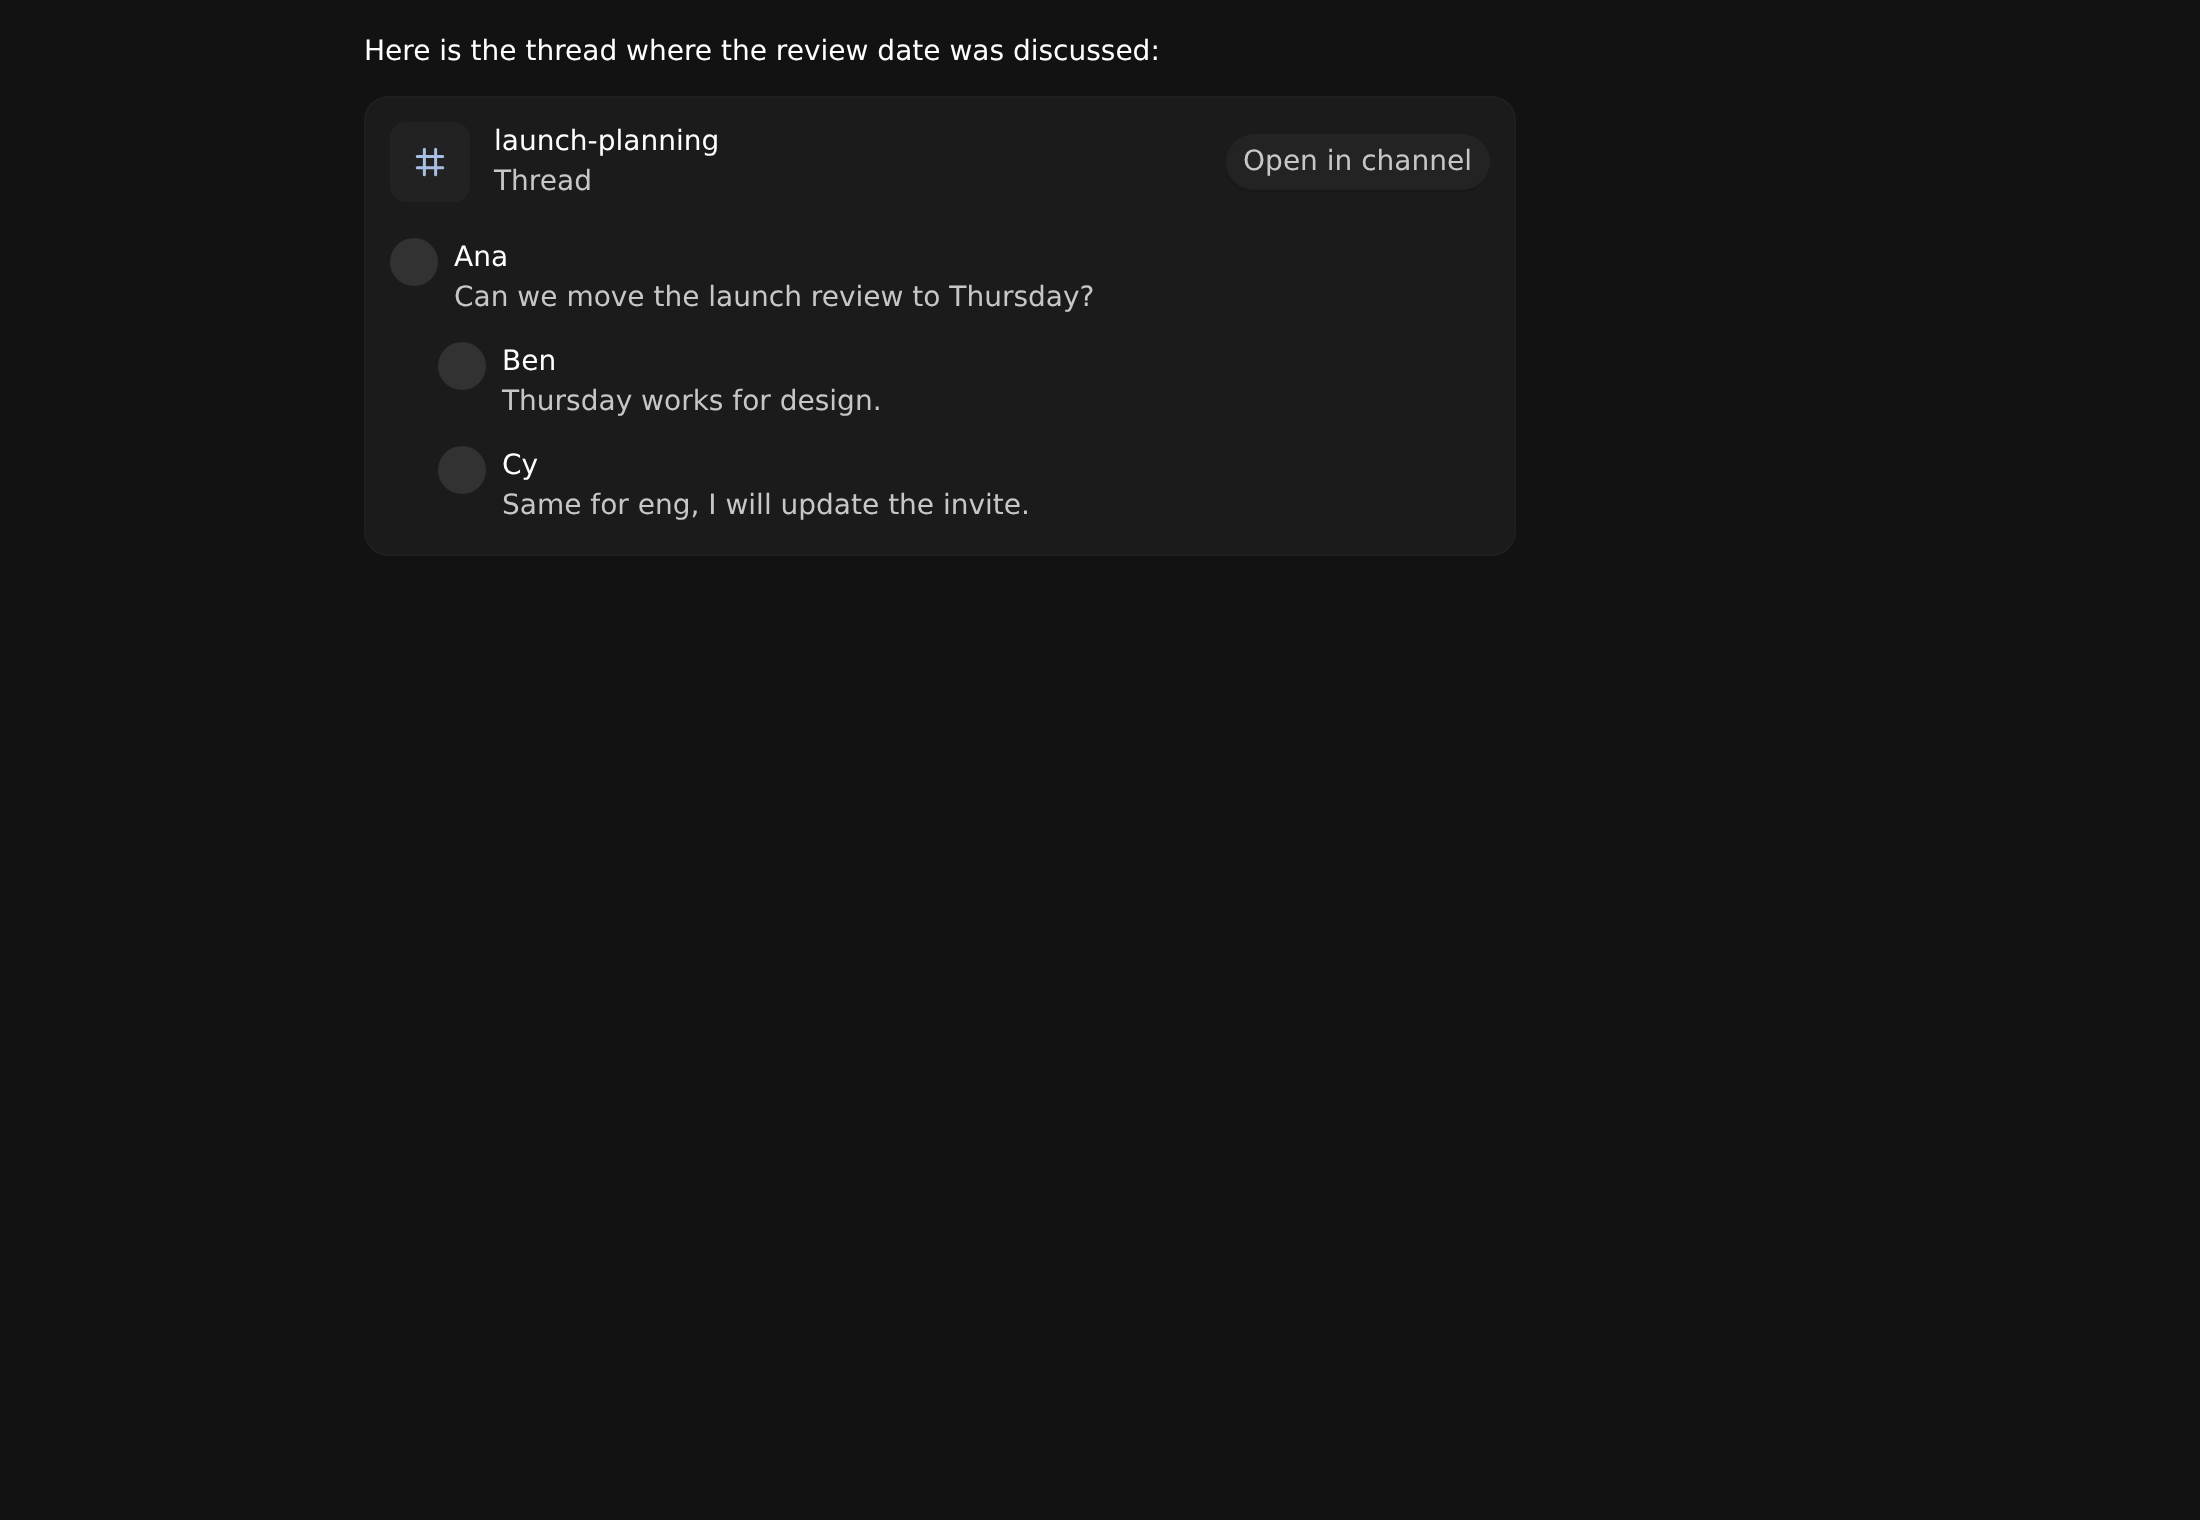 Here is the thread where the review date was discussed:
launch-planning
Thread
Open in channel
Ana
Can we move the launch review to Thursday?
Ben
Thursday works for design.
Cy
Same for eng, I will update the invite.